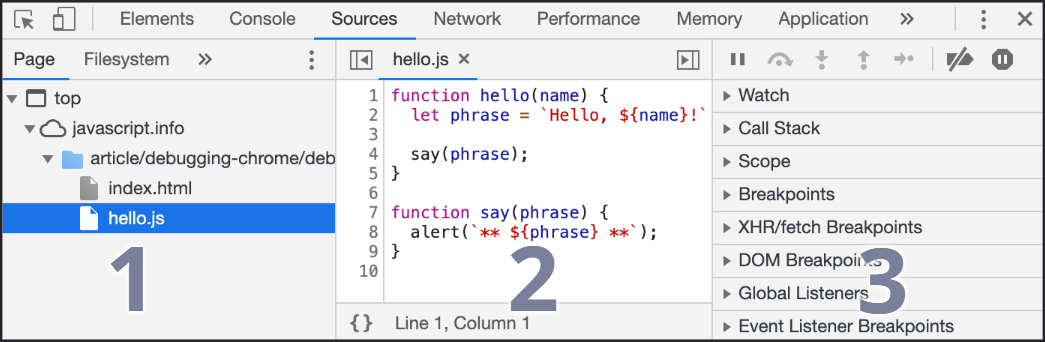 Elements Console Sources Network Performance Memory Application »
Page Filesystem »
top
javascript.info
article/debugging-chrome/deb
index.html
hello.js
1
hello.js ×
1 function hello(name) {
2 let phrase = `Hello, ${name}!`
3
4 say(phrase);
5 }
6
7 function say(phrase) {
8 alert(`** ${phrase} **`);
9 }
10
2
{} Line 1, Column 1
Watch
Call Stack
Scope
Breakpoints
XHR/fetch Breakpoints
DOM Breakpoints
Global Listeners
Event Listener Breakpoints
3